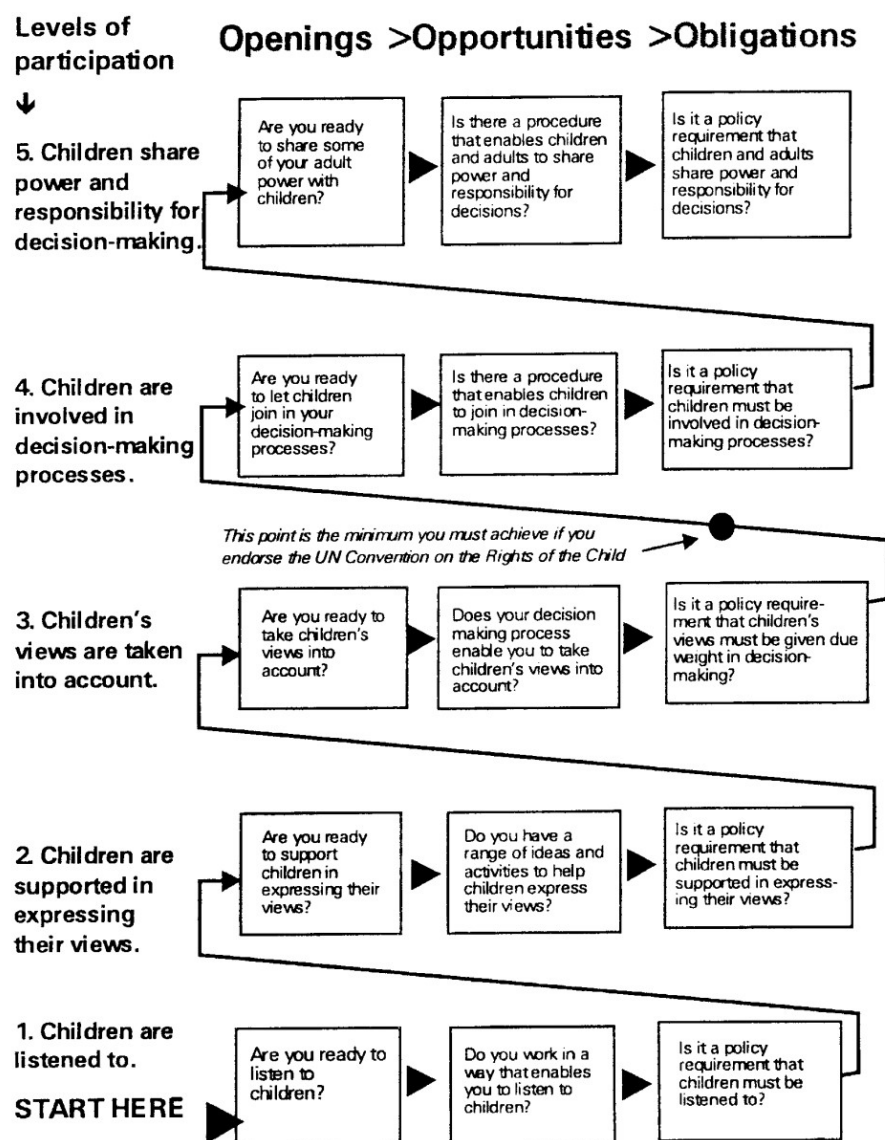 Levels of
participation
Openings >Opportunities >Obligations
5. Children share
power and
responsibility for
decision-making.
Are you ready
to share some
of your adult
power with
children?
Is there a procedure
that enables children
and adults to share
power and
responsibility for
decisions?
Is it a policy
requirement that
children and adults
share power and
responsibility for
decisions?
4. Children are
involved in
decision-making
processes.
Are you ready
to let children
join in your
decision-making
processes?
Is there a procedure
that enables children
to join in decision-
making processes?
Is it a policy
requirement that
children must be
involved in decision-
making processes?
This point is the minimum you must achieve if you
endorse the UN Convention on the Rights of the Child
3. Children's
views are taken
into account.
Are you ready to
take children's
views into
account?
Does your decision
making process
enable you to take
children's views into
account?
Is it a policy require-
ment that children's
views must be given due
weight in decision-
making?
2. Children are
supported in
expressing
their views.
Are you ready
to support
children in
expressing their
views?
Do you have a
range of ideas and
activities to help
children express
their views?
Is it a policy
requirement that
children must be
supported in express-
ing their views?
1. Children are
listened to.
START HERE
Are you ready to
listen to
children?
Do you work in a
way that enables
you to listen to
children?
Is it a policy
requirement that
children must be
listened to?